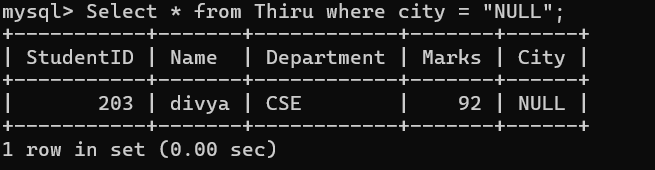 mysql> Select * from Thiru where city = "NULL";
+-----------+-------+------------+-------+------+
| StudentID | Name  | Department | Marks | City |
+-----------+-------+------------+-------+------+
|       203 | divya | CSE        |    92 | NULL |
+-----------+-------+------------+-------+------+
1 row in set (0.00 sec)